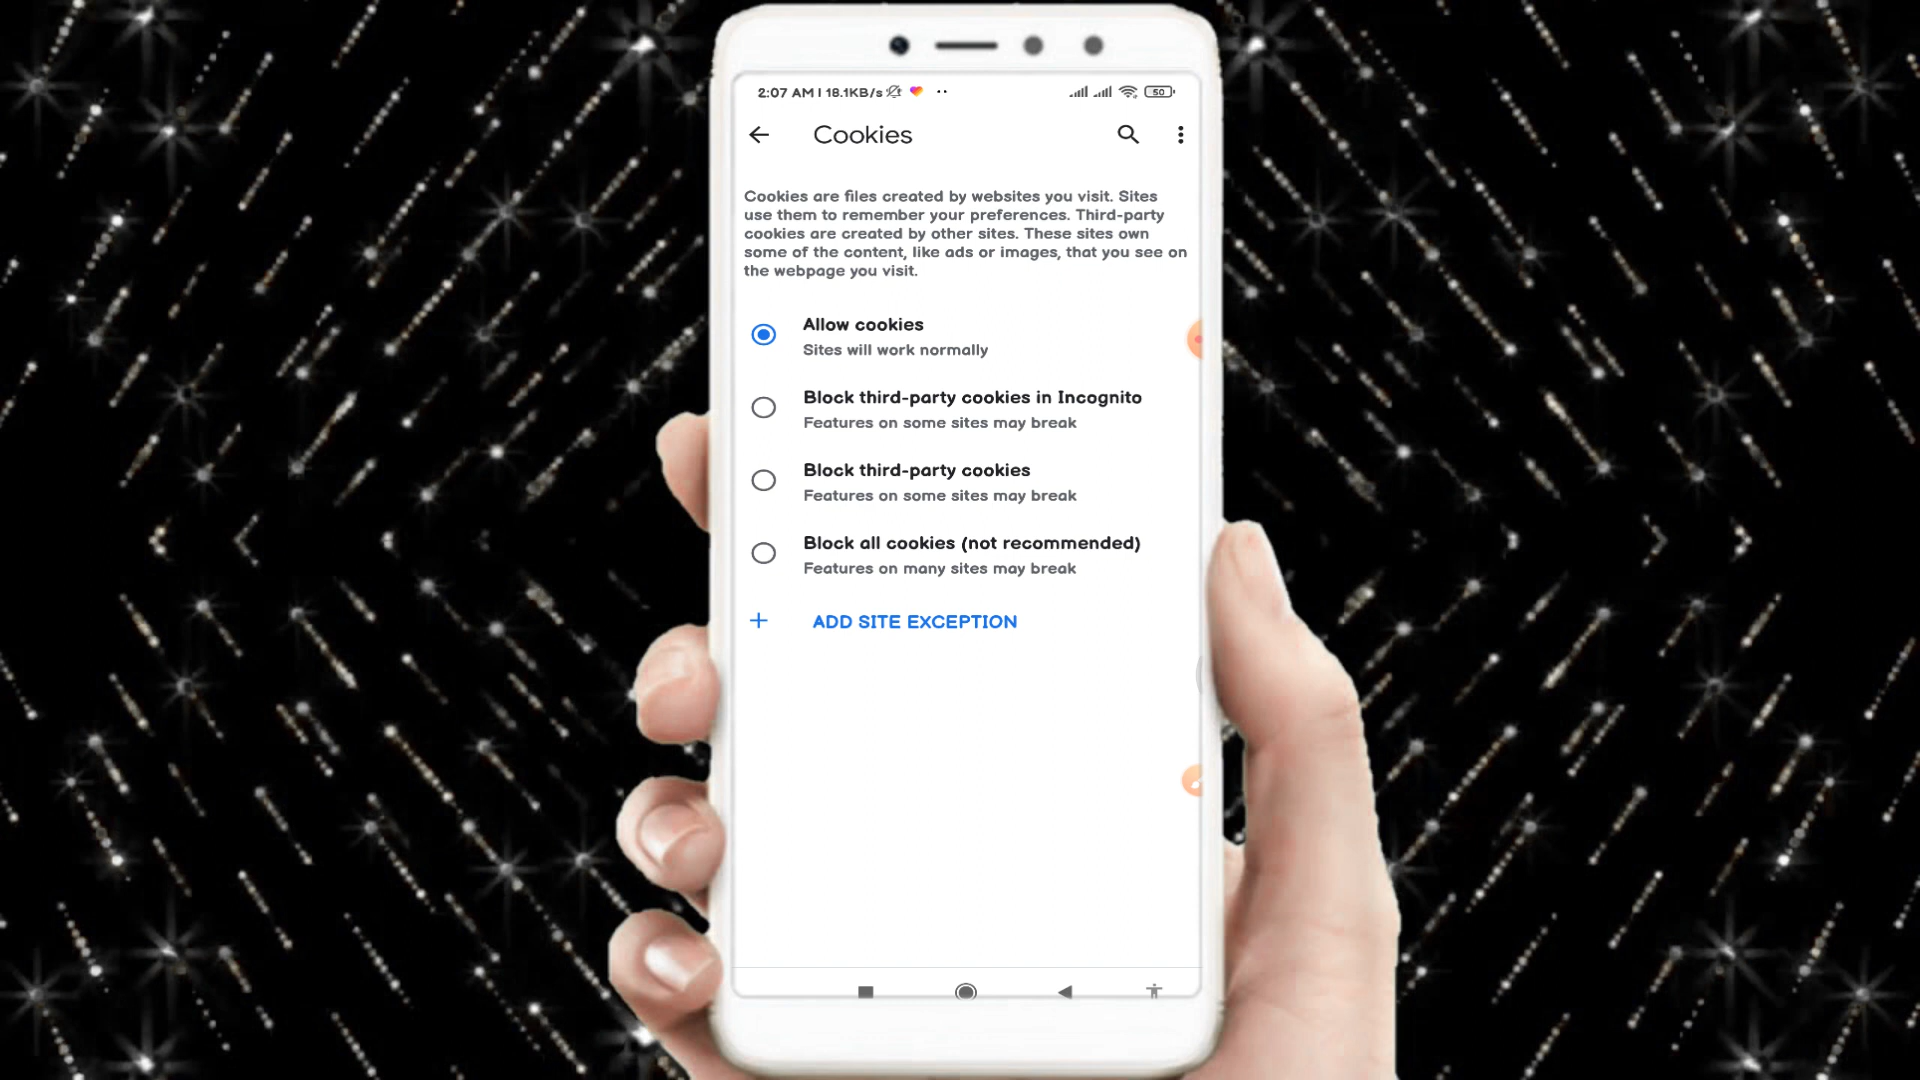 2:07 AM | 18.1KB/s
50
Cookies
Cookies are files created by websites you visit. Sites
use them to remember your preferences. Third-party
cookies are created by other sites. These sites own
some of the content, like ads or images, that you see on
the webpage you visit.
Allow cookies
Sites will work normally
Block third-party cookies in Incognito
Features on some sites may break
Block third-party cookies
Features on some sites may break
Block all cookies (not recommended)
Features on many sites may break
ADD SITE EXCEPTION